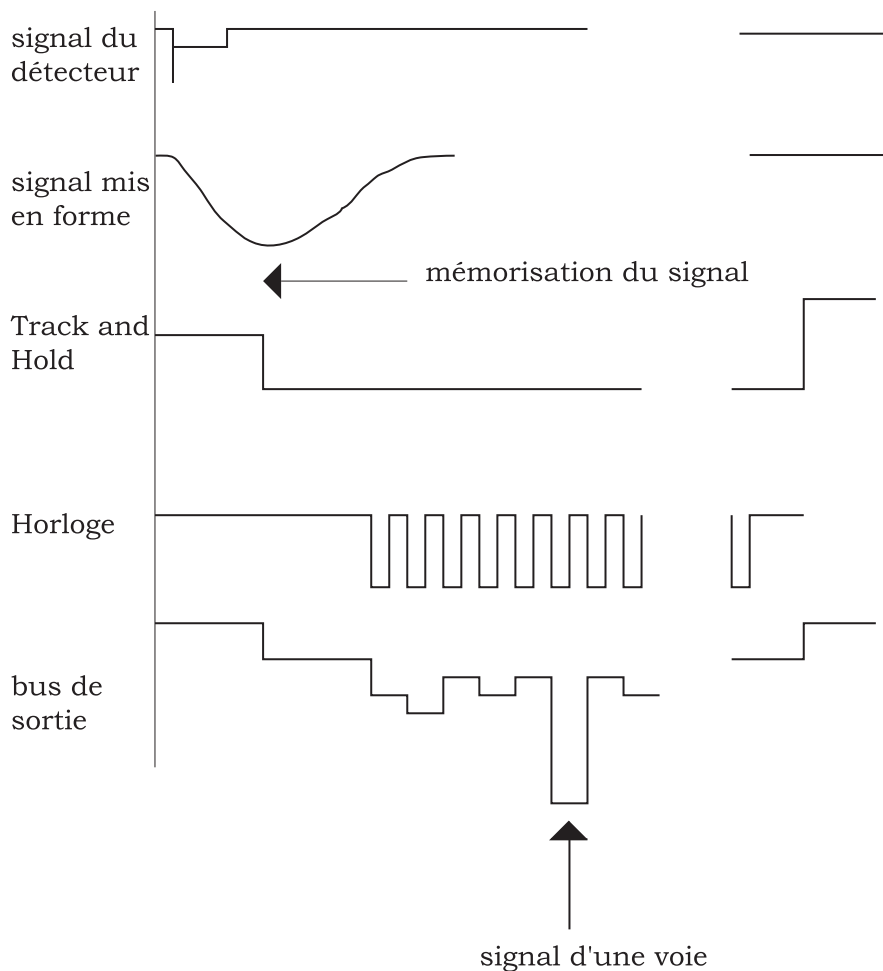 signal du
détecteur
signal mis
en forme
mémorisation du signal
Track and
Hold
Horloge
bus de
sortie
signal d'une voie